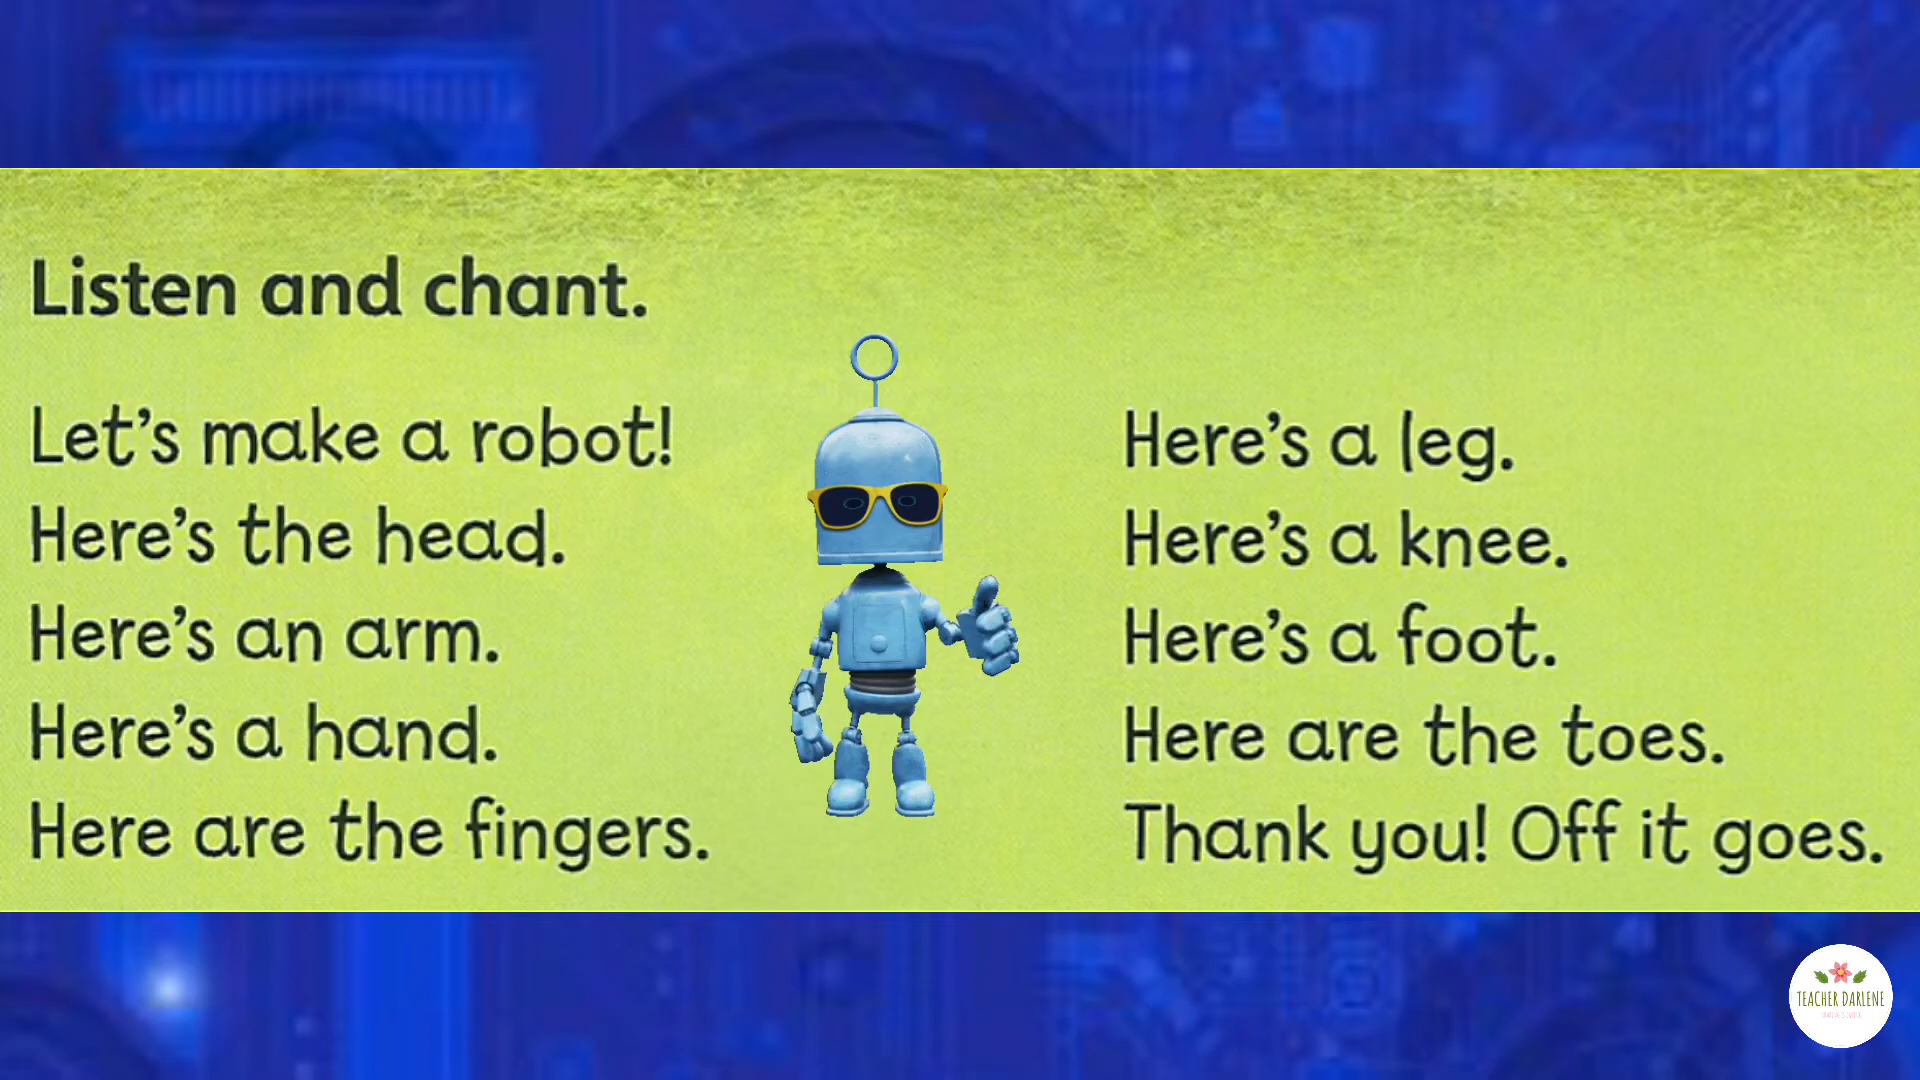 Listen and chant.
Let's make a robot!
Here's the head.
Here's an arm.
Here's a hand.
Here are the fingers.
Here's a leg.
Here's a knee.
Here's a foot.
Here are the toes.
Thank you! Off it goes.
TEACHER DARLENE